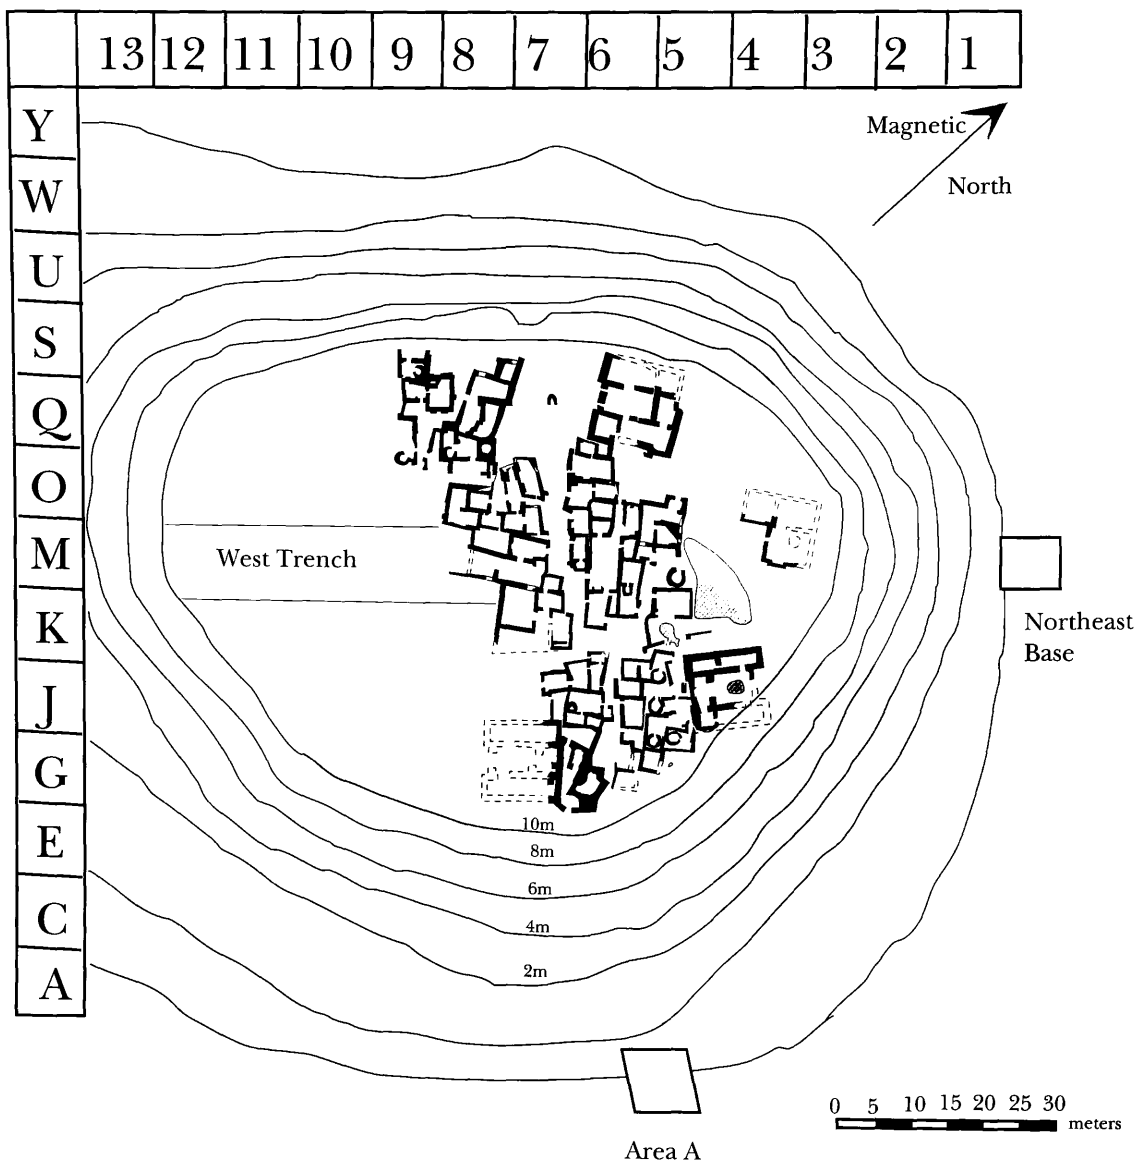 13 12 11 10 9 8 7 6 5 4 3 2 1
Y
Magnetic
North
W
U
S
Q
O
M
West Trench
K
Northeast
Base
J
G
10m
E
8m
6m
C
4m
2m
A
0 5 10 15 20 25 30
meters
Area A